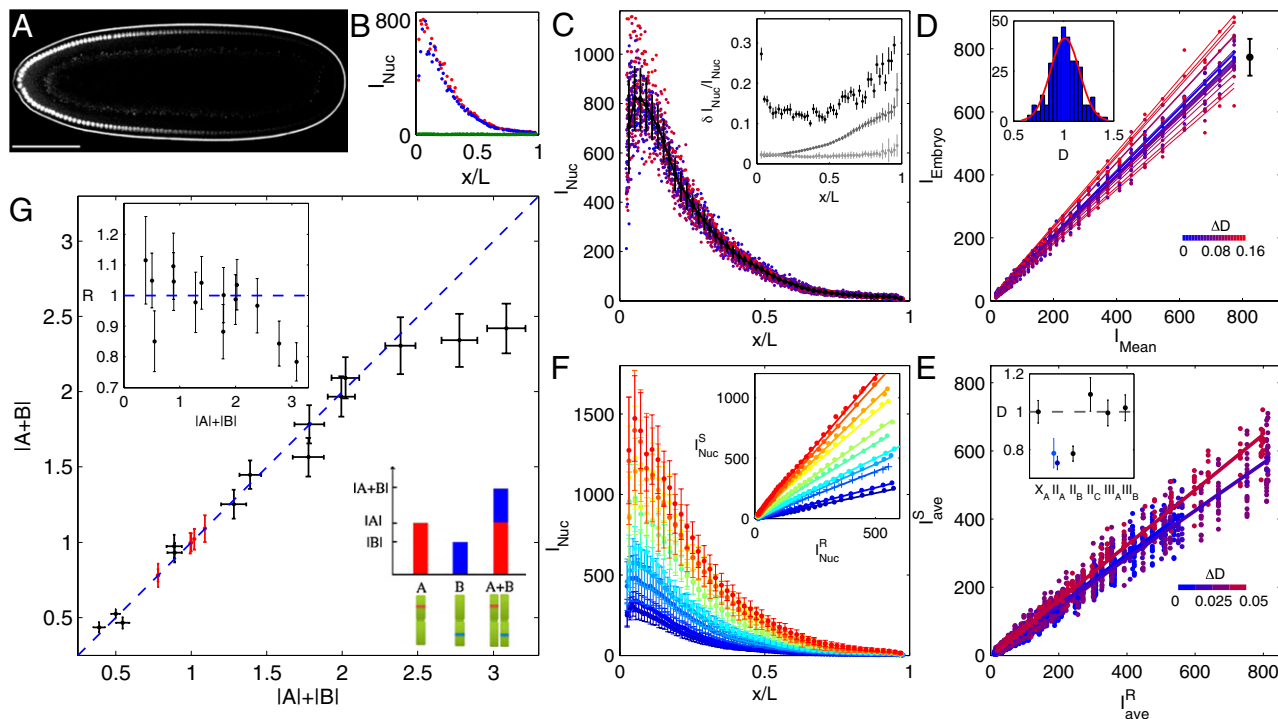 A
B
I_Nuc
800
0
0 0.5 1
x/L
C
I_Nuc
1000
800
600
400
200
0
0 0.5 1
x/L
δ I_Nuc/I_Nuc
0.3
0.2
0.1
0
0 0.5 1
x/L
D
I_Embryo
800
600
400
200
0
0 200 400 600 800
I_Mean
50
25
0
0.5 1 1.5
D
ΔD
0 0.08 0.16
G
|A+B|
3
2.5
2
1.5
1
0.5
0.5 1 1.5 2 2.5 3
|A|+|B|
R
1.2
1.1
1
0.9
0.8
0.7
0 1 2 3
|A|+|B|
|A+B|
|A|
|B|
A B A+B
F
I_Nuc
1500
1000
500
0
0 0.5 1
x/L
I^S_Nuc
1000
500
0
0 500
I^R_Nuc
E
I^S_ave
800
600
400
200
0
0 200 400 600 800
I^R_ave
D
1.2
1
0.8
X_A II_A II_B II_C III_A III_B
ΔD
0 0.025 0.05